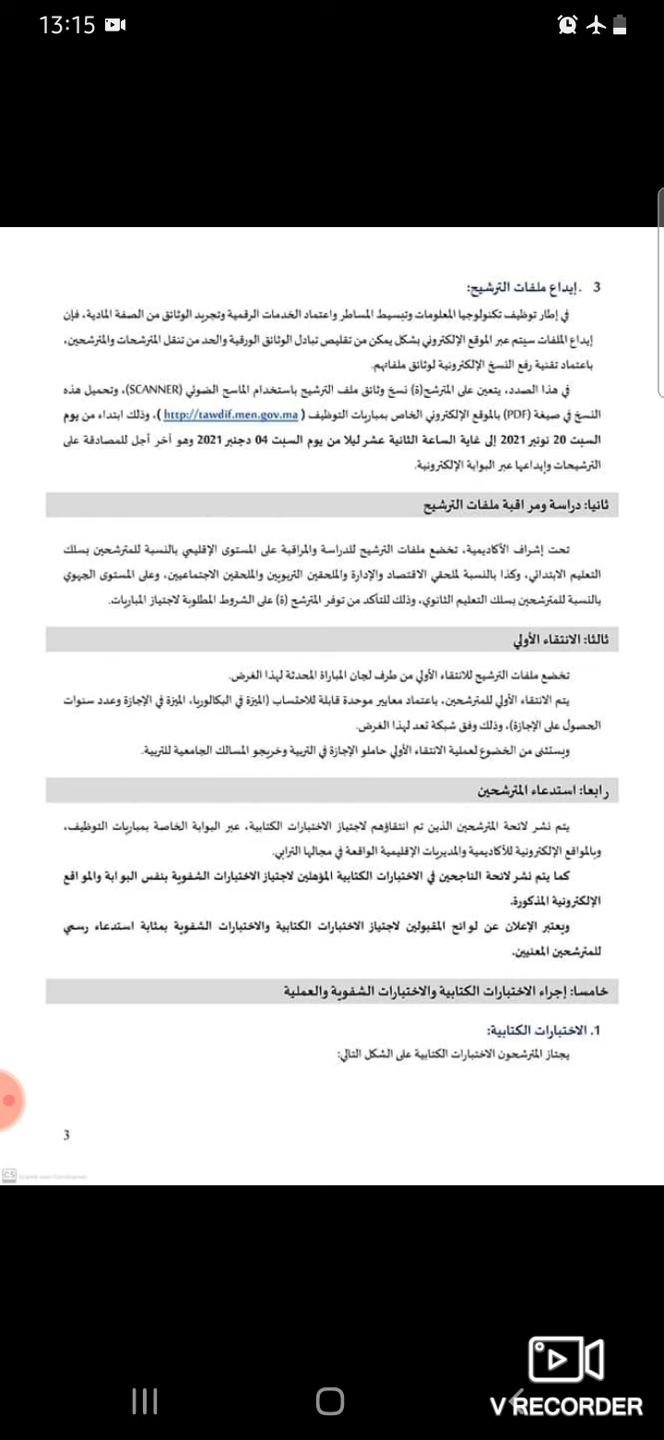 13:15
3 .إيداع ملفات الترشيح:
في إطار توظيف تكنولوجيا المعلومات وتبسيط المساطر واعتماد الخدمات الرقمية وتجريد الوثائق من الصفة المادية، فإن
إيداع الملفات سيتم عبر الموقع الإلكتروني بشكل يمكن من تقليص تبادل الوثائق الورقية والحد من تنقل المترشحات والمترشحين،
باعتماد تقنية رفع النسخ الإلكترونية لوثائق ملفاتهم.
في هذا الصدد، يتعين على المترشح(ة) نسخ وثائق ملف الترشيح باستخدام الماسح الضوئي (SCANNER)، وتحميل هذه
النسخ في صيغة (PDF) بالموقع الإلكتروني الخاص بمباريات التوظيف ( http://tawdif.men.gov.ma )، وذلك ابتداء من يوم
السبت 20 نونبر 2021 إلى غاية الساعة الثانية عشر ليلا من يوم السبت 04 دجنبر 2021 وهو آخر أجل للمصادقة على
الترشيحات وإيداعها عبر البوابة الإلكترونية.
ثانيا: دراسة ومراقبة ملفات الترشيح
تحت إشراف الأكاديمية، تخضع ملفات الترشيح للدراسة والمراقبة على المستوى الإقليمي بالنسبة للمترشحين بسلك
التعليم الابتدائي، وكذا بالنسبة لملحقي الاقتصاد والإدارة والملحقين التربويين والملحقين الاجتماعيين، وعلى المستوى الجهوي
بالنسبة للمترشحين بسلك التعليم الثانوي، وذلك للتأكد من توفر المترشح (ة) على الشروط المطلوبة لاجتياز المباريات.
ثالثا: الانتقاء الأولي
تخضع ملفات الترشيح للانتقاء الأولي من طرف لجان المباراة المحدثة لهذا الغرض.
يتم الانتقاء الأولي للمترشحين، باعتماد معايير موحدة قابلة للاحتساب (الميزة في البكالوريا، الميزة في الإجازة وعدد سنوات
الحصول على الإجازة)، وذلك وفق شبكة تعد لهذا الغرض.
ويستثنى من الخضوع لعملية الانتقاء الأولي حاملو الإجازة في التربية وخريجو المسالك الجامعية للتربية.
رابعا: استدعاء المترشحين
يتم نشر لائحة المترشحين الذين تم انتقاؤهم لاجتياز الاختبارات الكتابية، عبر البوابة الخاصة بمباريات التوظيف،
وبالمواقع الإلكترونية للأكاديمية والمديريات الإقليمية الواقعة في مجالها الترابي.
كما يتم نشر لائحة الناجحين في الاختبارات الكتابية المؤهلين لاجتياز الاختبارات الشفوية بنفس البوابة والمواقع
الإلكترونية المذكورة.
ويعتبر الإعلان عن لوائح المقبولين لاجتياز الاختبارات الكتابية والاختبارات الشفوية بمثابة استدعاء رسمي
للمترشحين المعنيين.
خامسا: إجراء الاختبارات الكتابية والاختبارات الشفوية والعملية
1. الاختبارات الكتابية:
يجتاز المترشحون الاختبارات الكتابية على الشكل التالي:
3
CS
V RECORDER